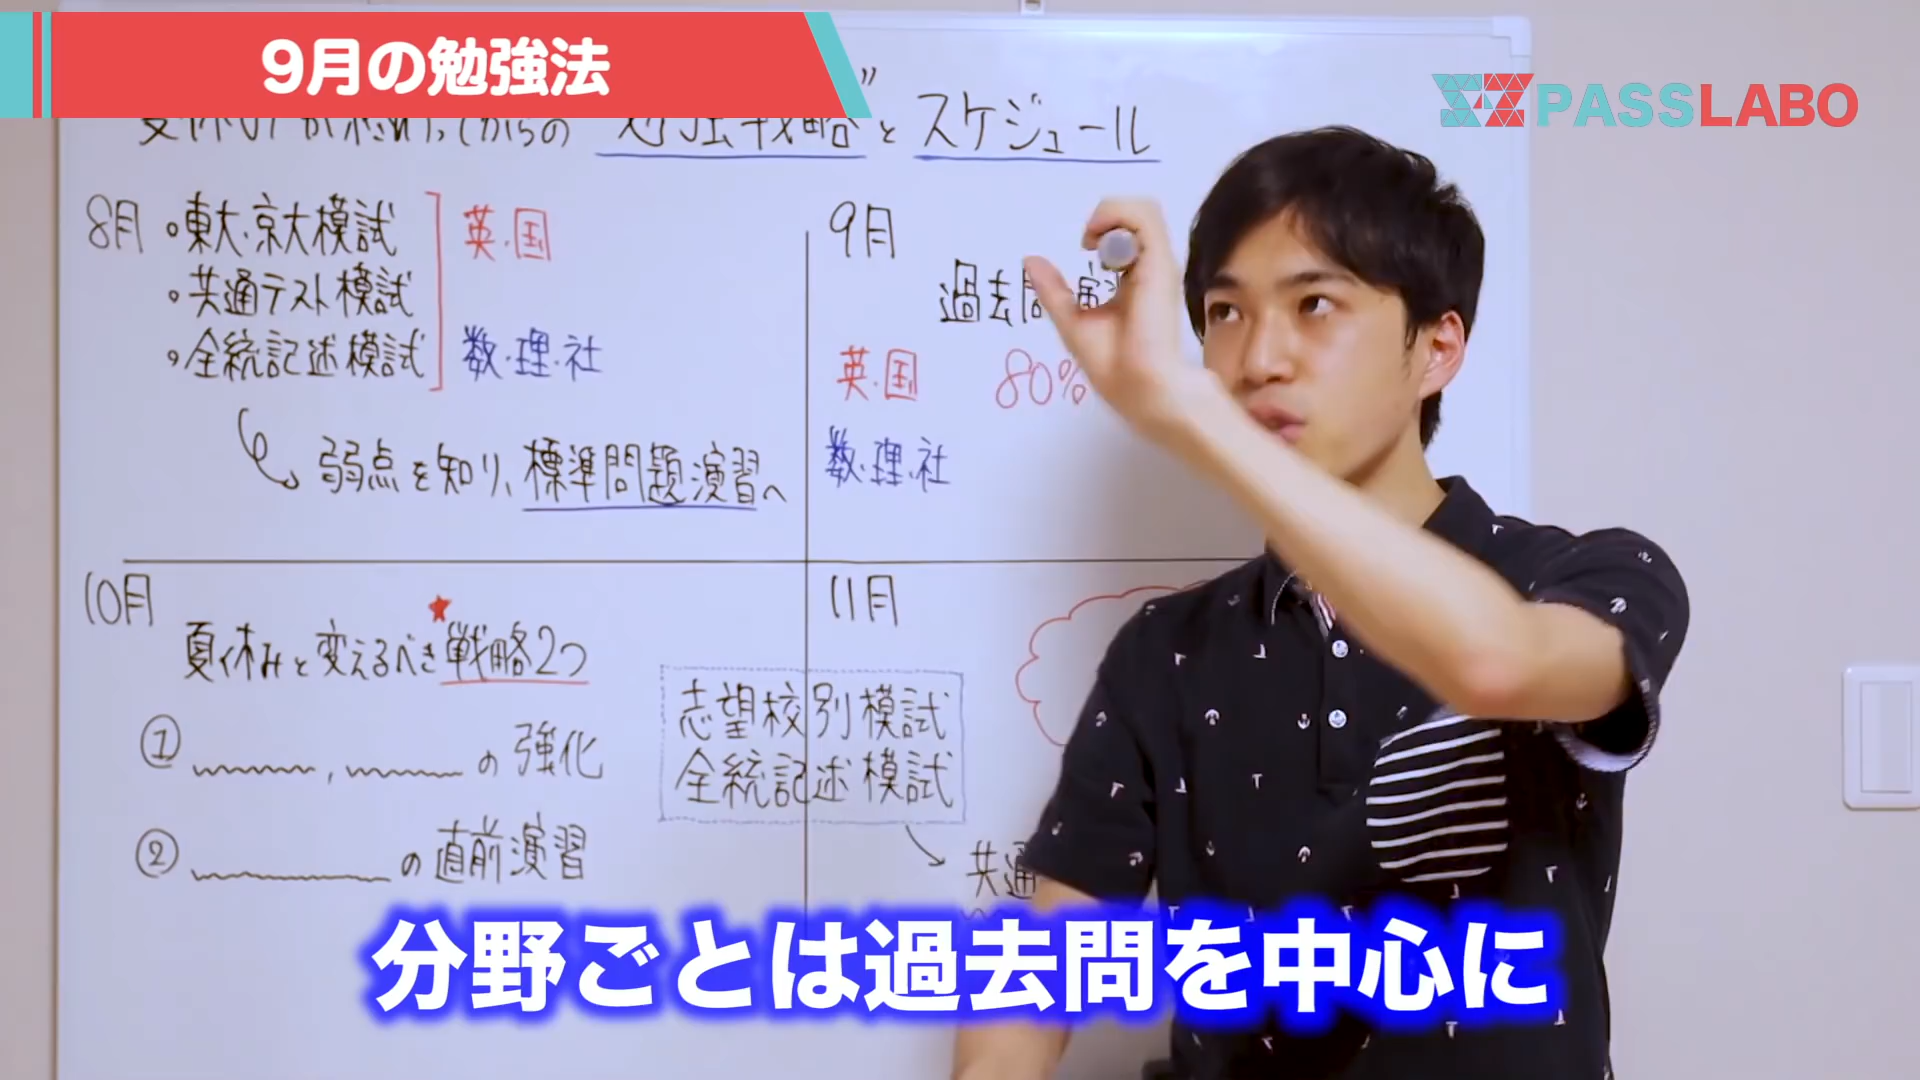 9月の勉強法
PASSLABO
夏休みが終わってからの "勉強戦略" と スケジュール
8月
東大・京大模試
共通テスト模試
全統記述模試
英・国
数・理・社
弱点を知り、標準問題演習へ
9月
過去問演
英・国 80%
数・理・社
10月
夏休みと変えるべき戦略2つ
① , の強化
② の直前演習
11月
志望校別模試
全統記述模試
共通
分野ごとは過去問を中心に